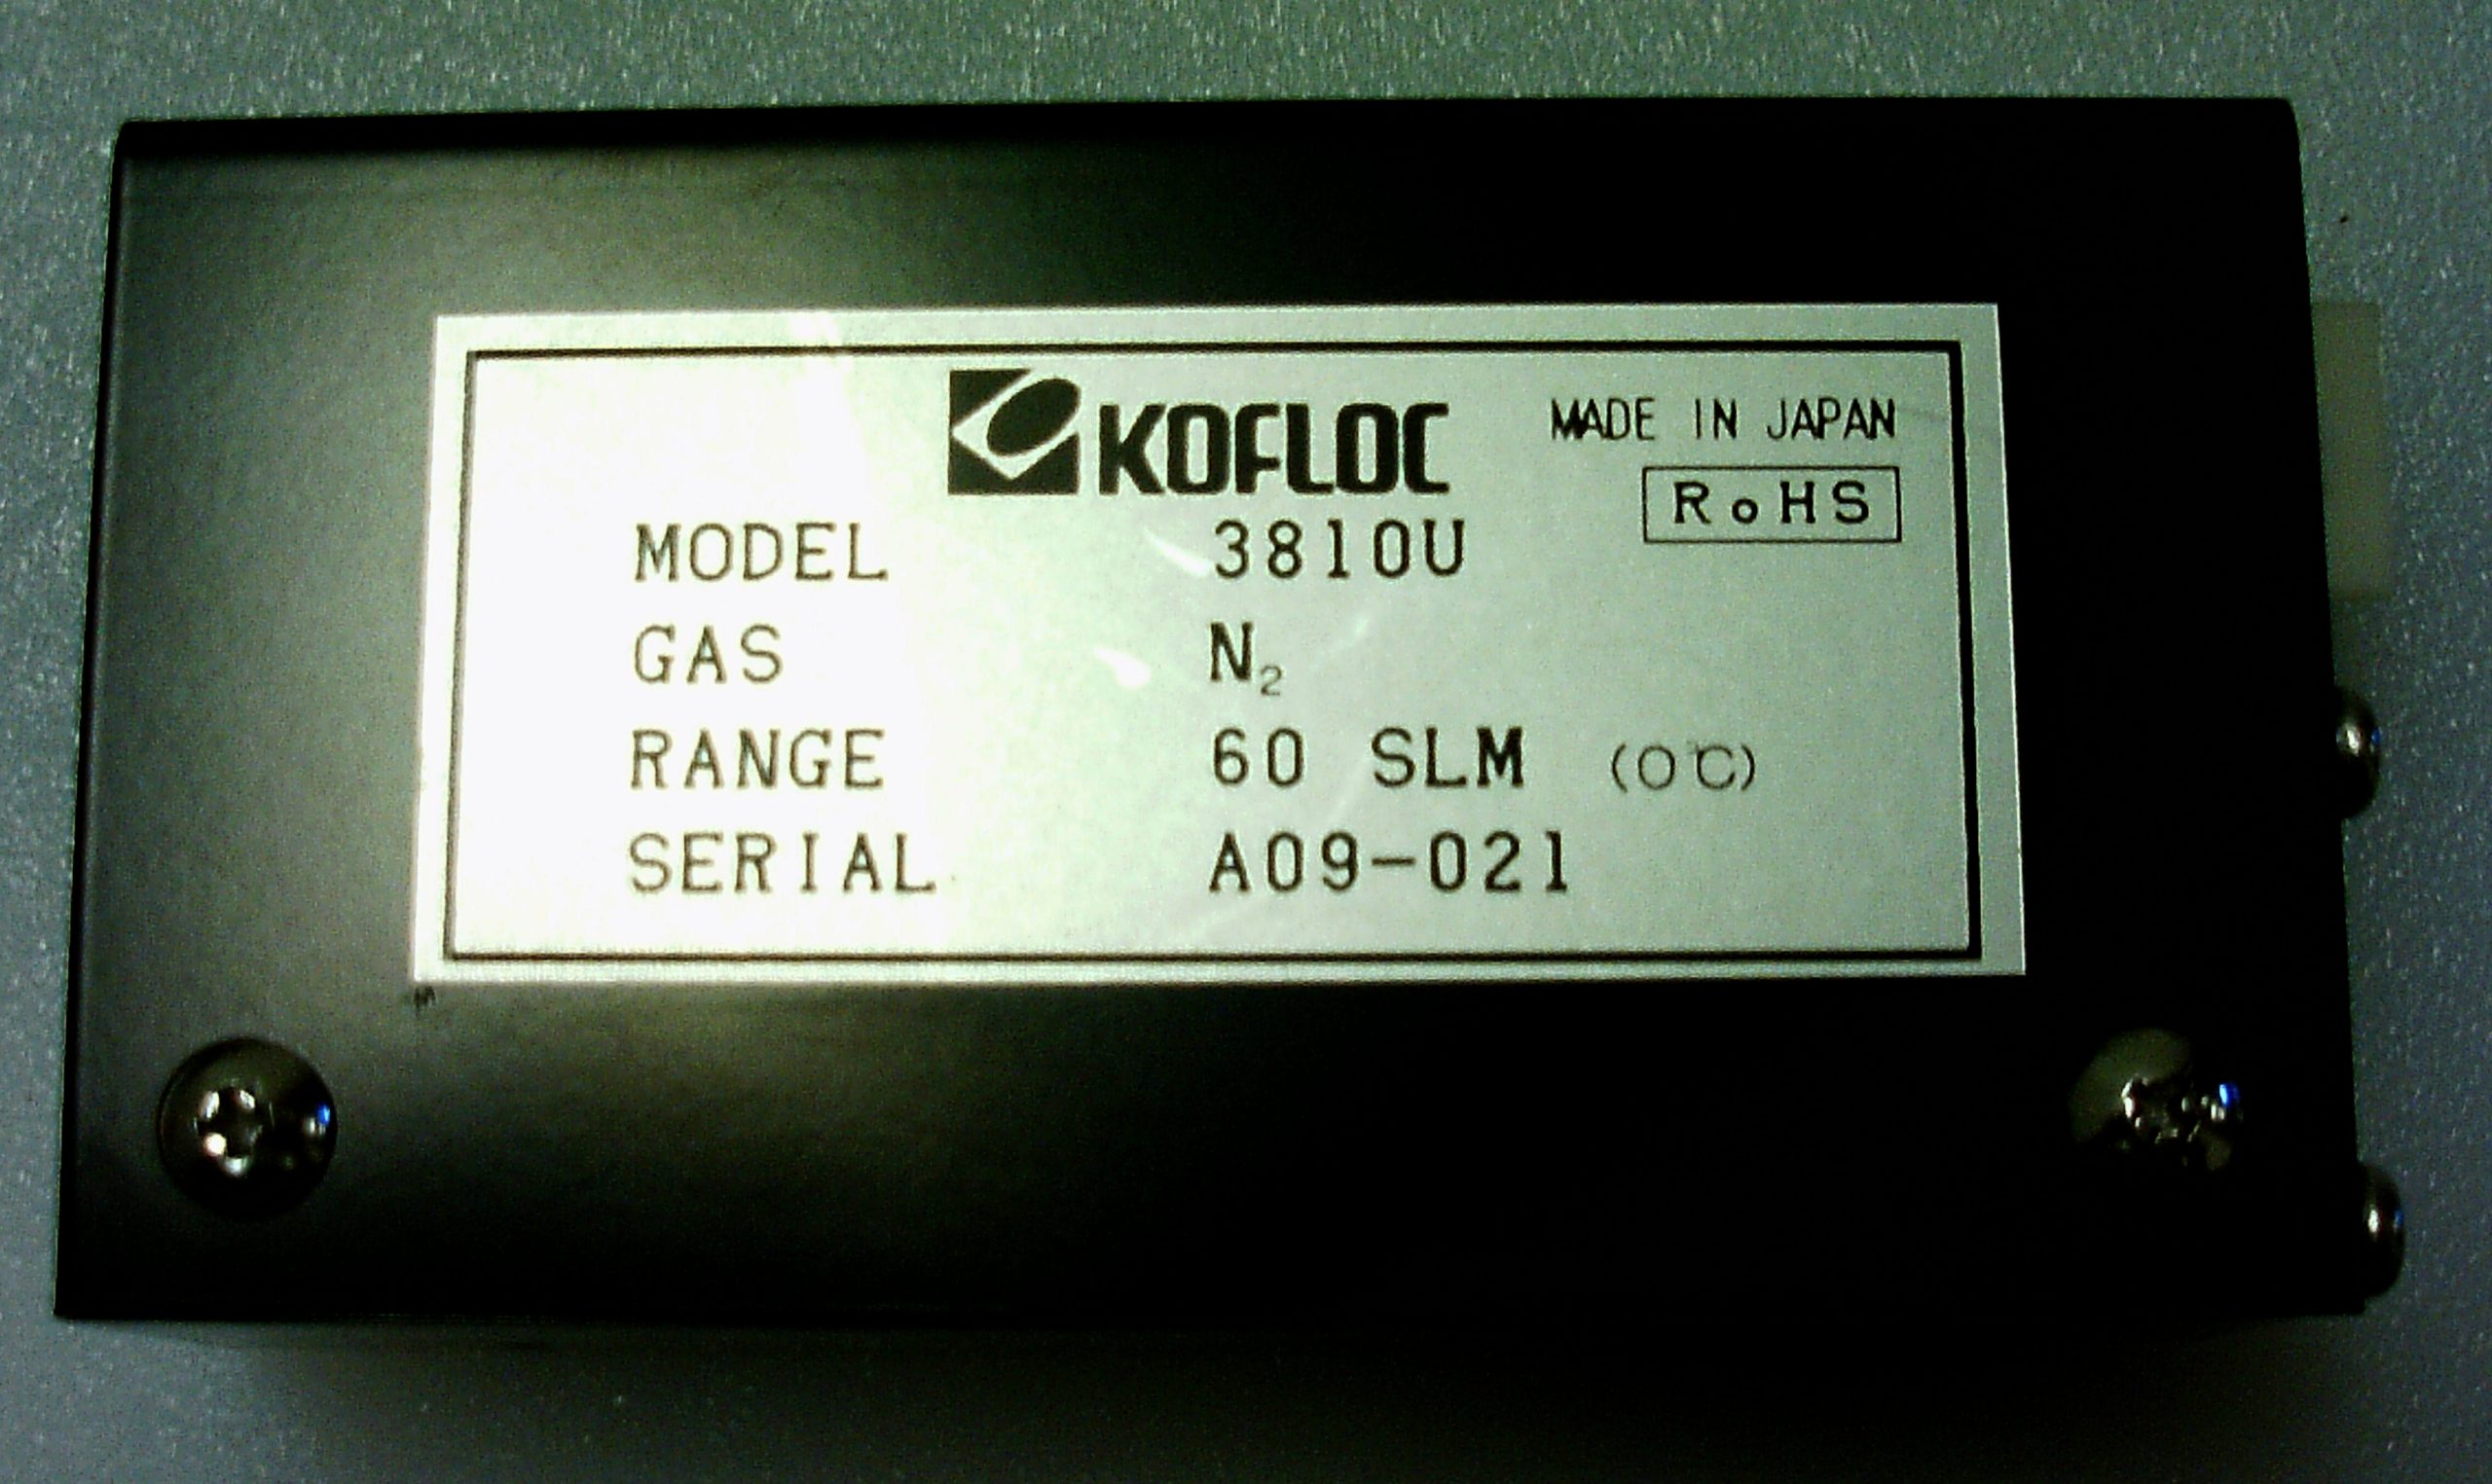 KOFLOC MADE IN JAPAN
RoHS
MODEL 3810U
GAS N₂
RANGE 60 SLM (0℃)
SERIAL A09-021